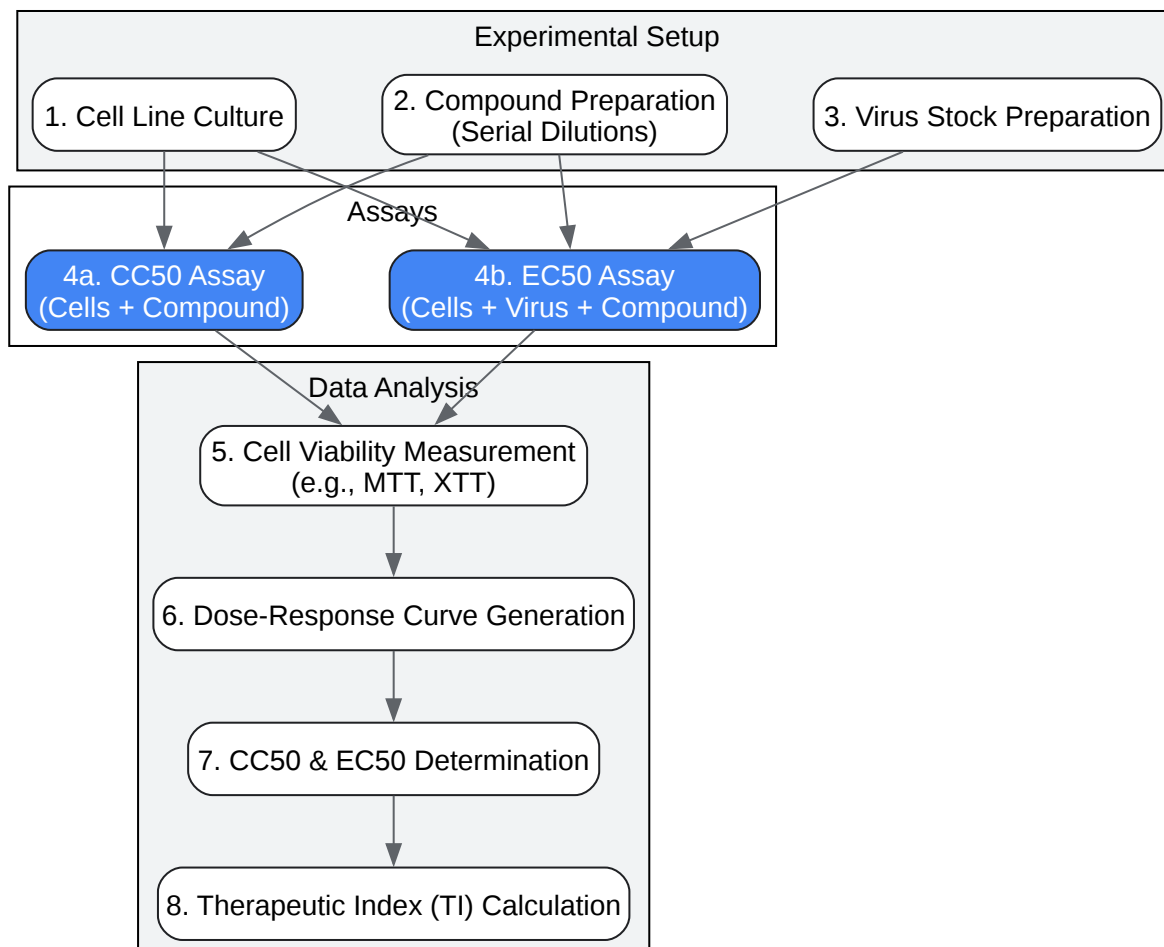 Experimental Setup
1. Cell Line Culture
2. Compound Preparation
(Serial Dilutions)
3. Virus Stock Preparation
Assays
4a. CC50 Assay
(Cells + Compound)
4b. EC50 Assay
(Cells + Virus + Compound)
Data Analysis
5. Cell Viability Measurement
(e.g., MTT, XTT)
6. Dose-Response Curve Generation
7. CC50 & EC50 Determination
8. Therapeutic Index (TI) Calculation